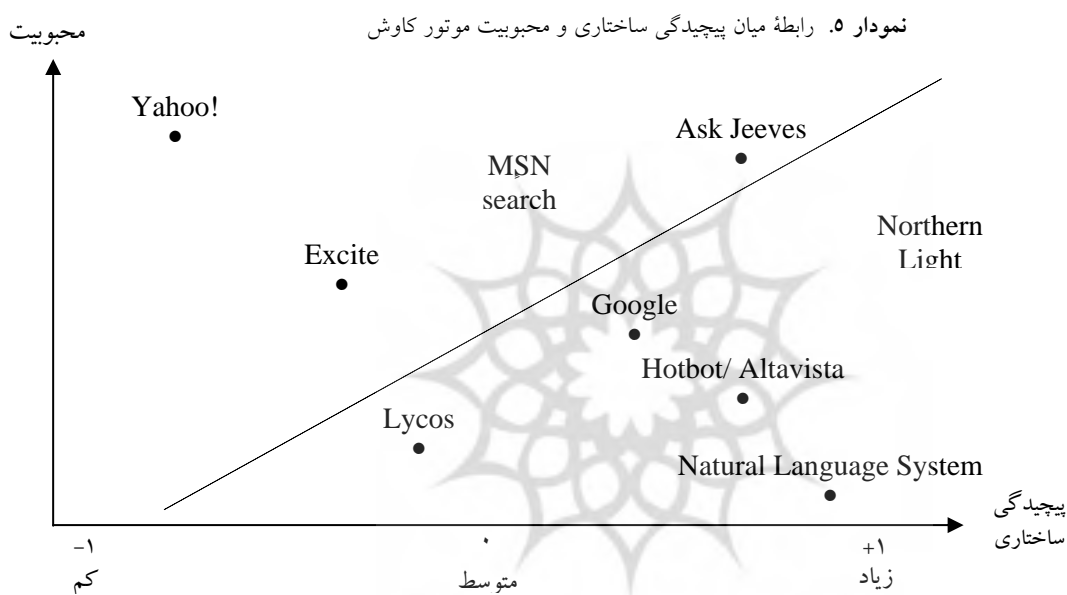 نمودار ۵. رابطهٔ میان پیچیدگی ساختاری و محبوبیت موتور کاوش
محبوبیت
Yahoo!
Ask Jeeves
MSN
search
Northern
Light
Excite
Google
Hotbot/ Altavista
Lycos
Natural Language System
پیچیدگی
ساختاری
−۱
۰
+۱
کم
متوسط
زیاد